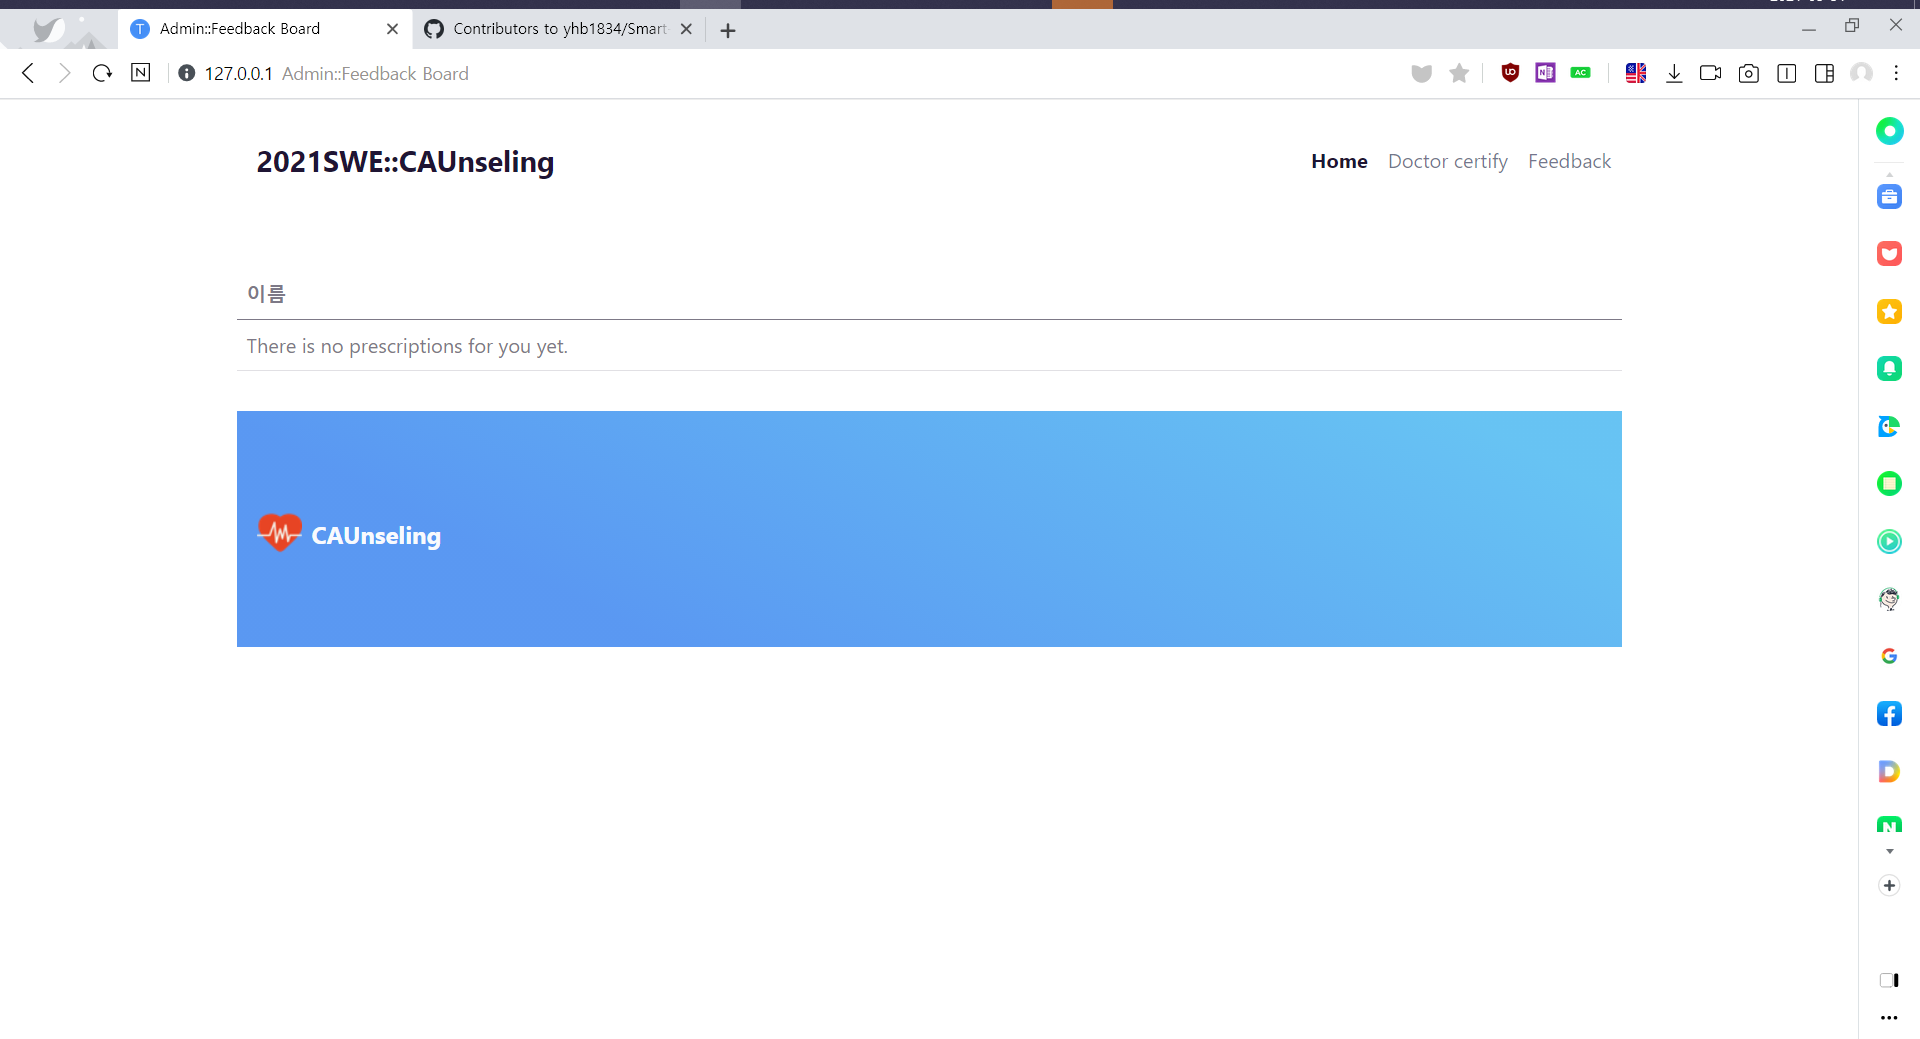 Admin::Feedback Board
Contributors to yhb1834/Smart
127.0.0.1 Admin::Feedback Board
2021SWE::CAUnseling
Home Doctor certify Feedback
이름
There is no prescriptions for you yet.
CAUnseling